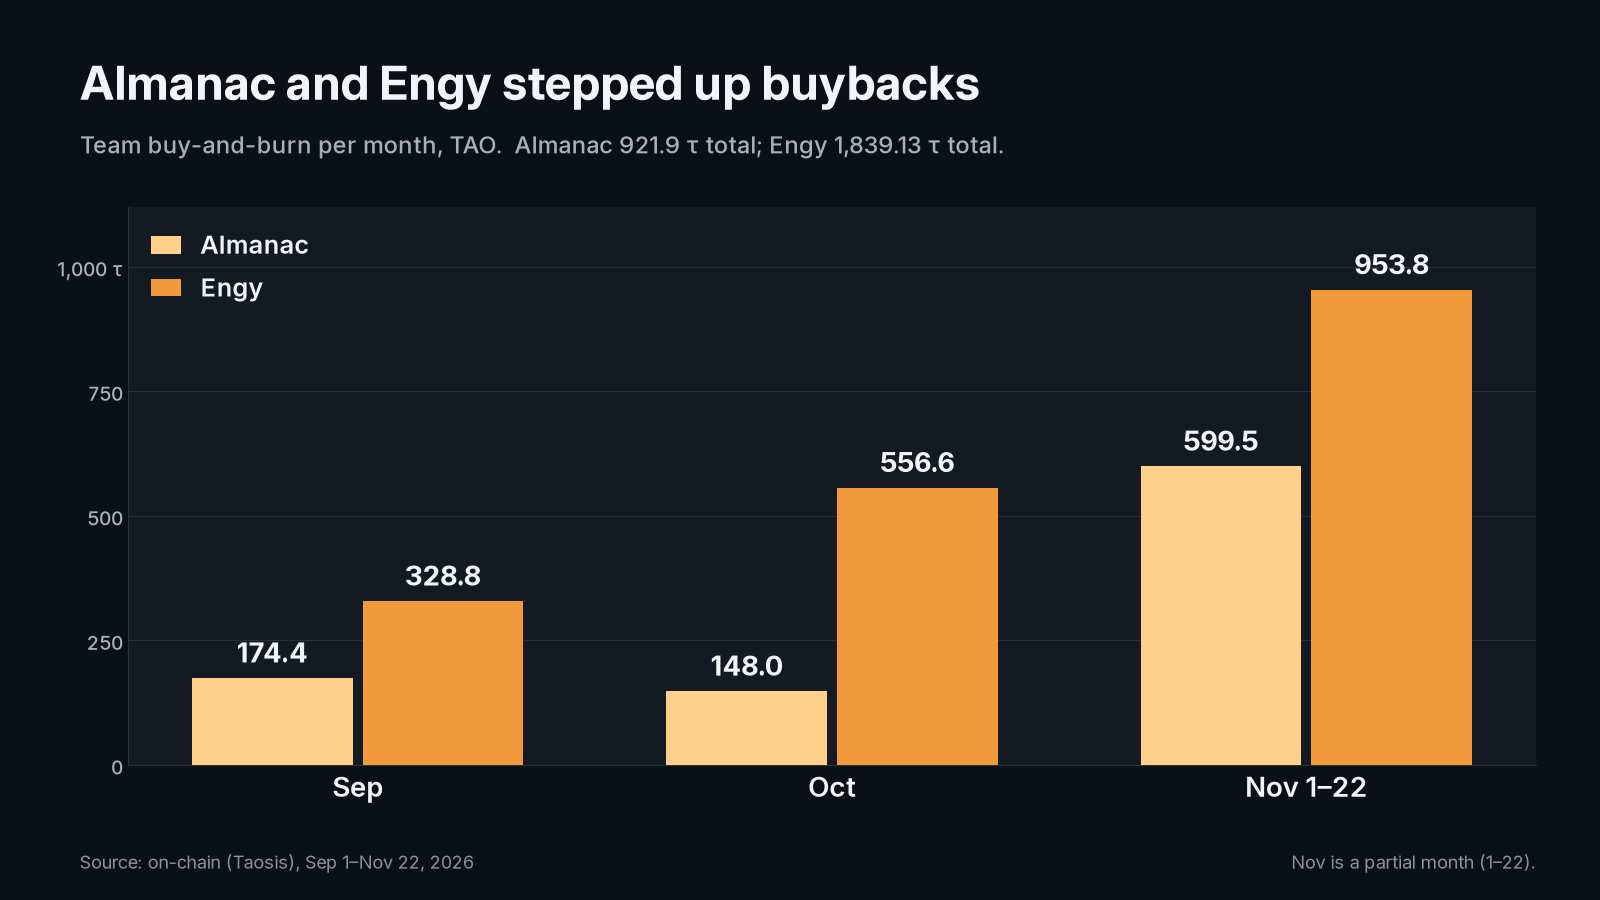 Almanac and Engy stepped up buybacks
Team buy-and-burn per month, TAO. Almanac 921.9 τ total; Engy 1,839.13 τ total.
Almanac
Engy
1,000 τ
750
500
250
0
174.4
328.8
148.0
556.6
599.5
953.8
Sep
Oct
Nov 1–22
Source: on-chain (Taosis), Sep 1–Nov 22, 2026
Nov is a partial month (1–22).